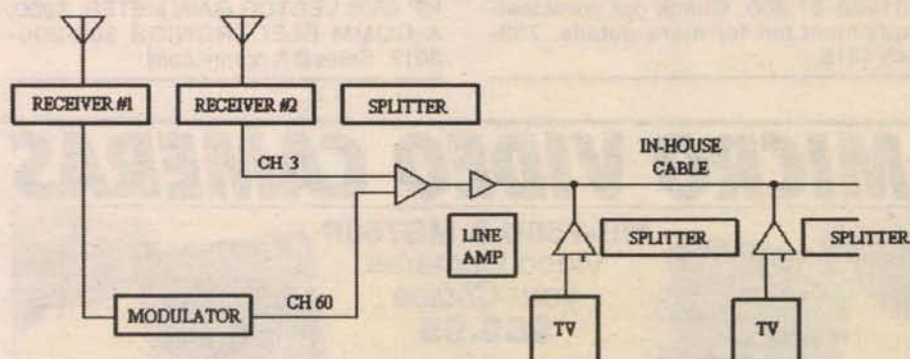 RECEIVER #1
RECEIVER #2
SPLITTER
CH 3
IN-HOUSE
CABLE
LINE
AMP
SPLITTER
SPLITTER
MODULATOR
CH 60
TV
TV